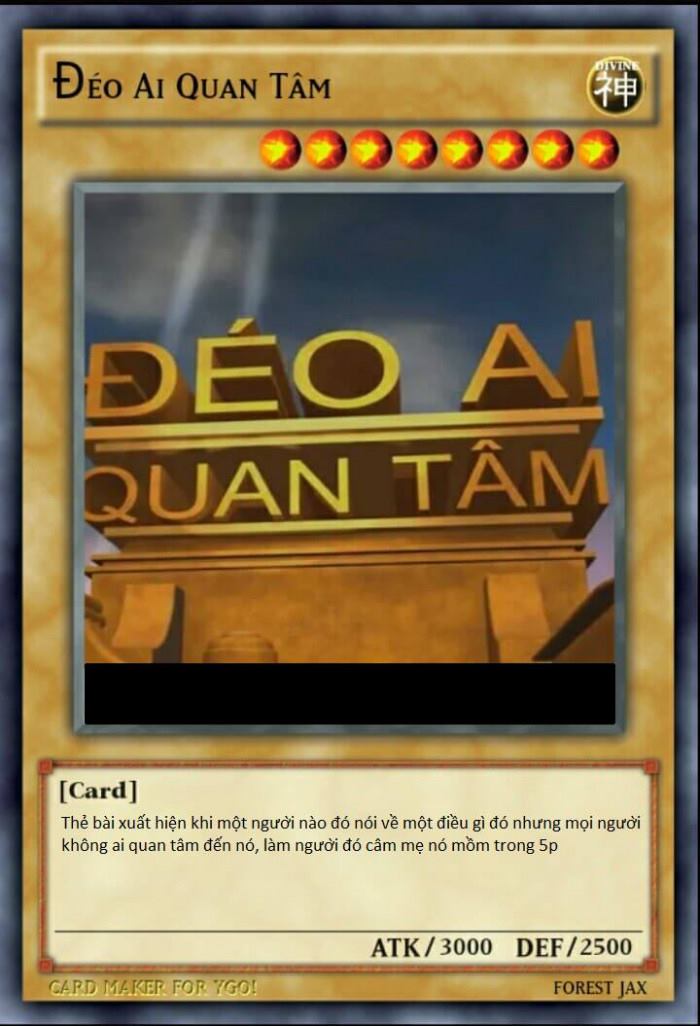 ĐÉO AI QUAN TÂM
DIVINE
神
ĐÉO AI
QUAN TÂM
[Card]
Thẻ bài xuất hiện khi một người nào đó nói về một điều gì đó nhưng mọi người
không ai quan tâm đến nó, làm người đó câm mẹ nó mồm trong 5p
ATK/3000 DEF/2500
CARD MAKER FOR YGO! FOREST JAX